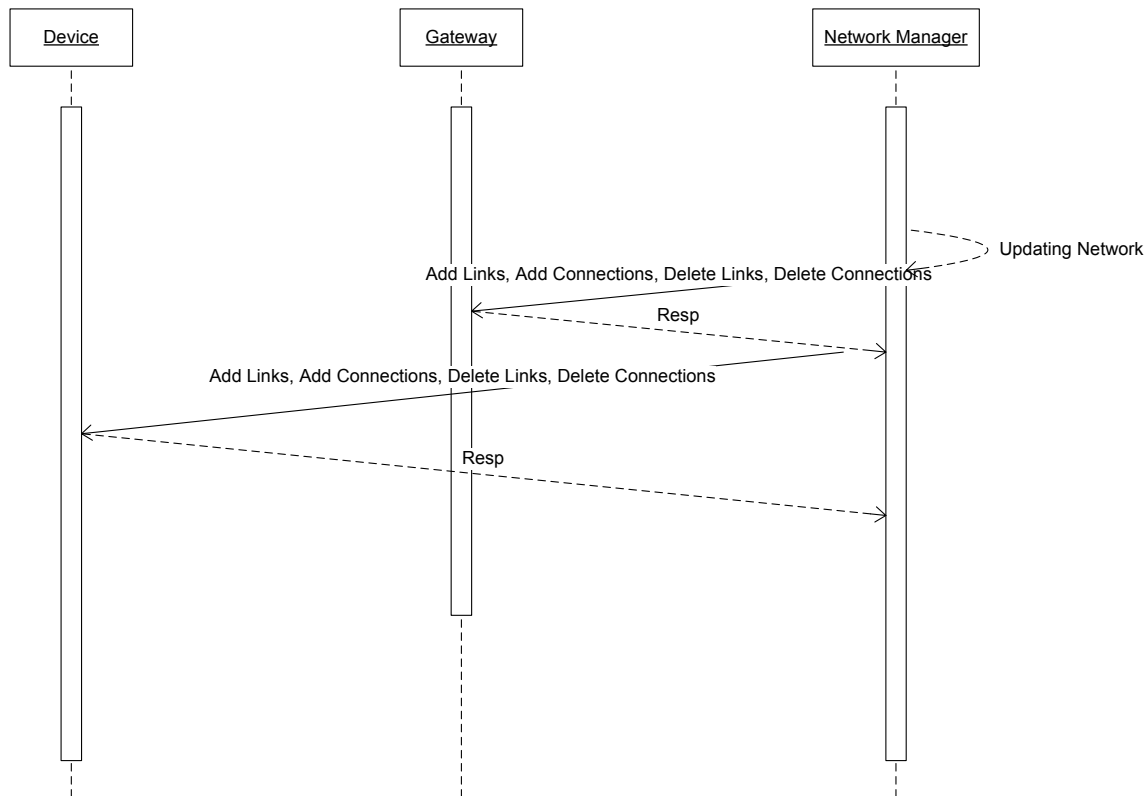 Device
Gateway
Network Manager
Updating Network
Add Links, Add Connections, Delete Links, Delete Connections
Resp
Add Links, Add Connections, Delete Links, Delete Connections
Resp